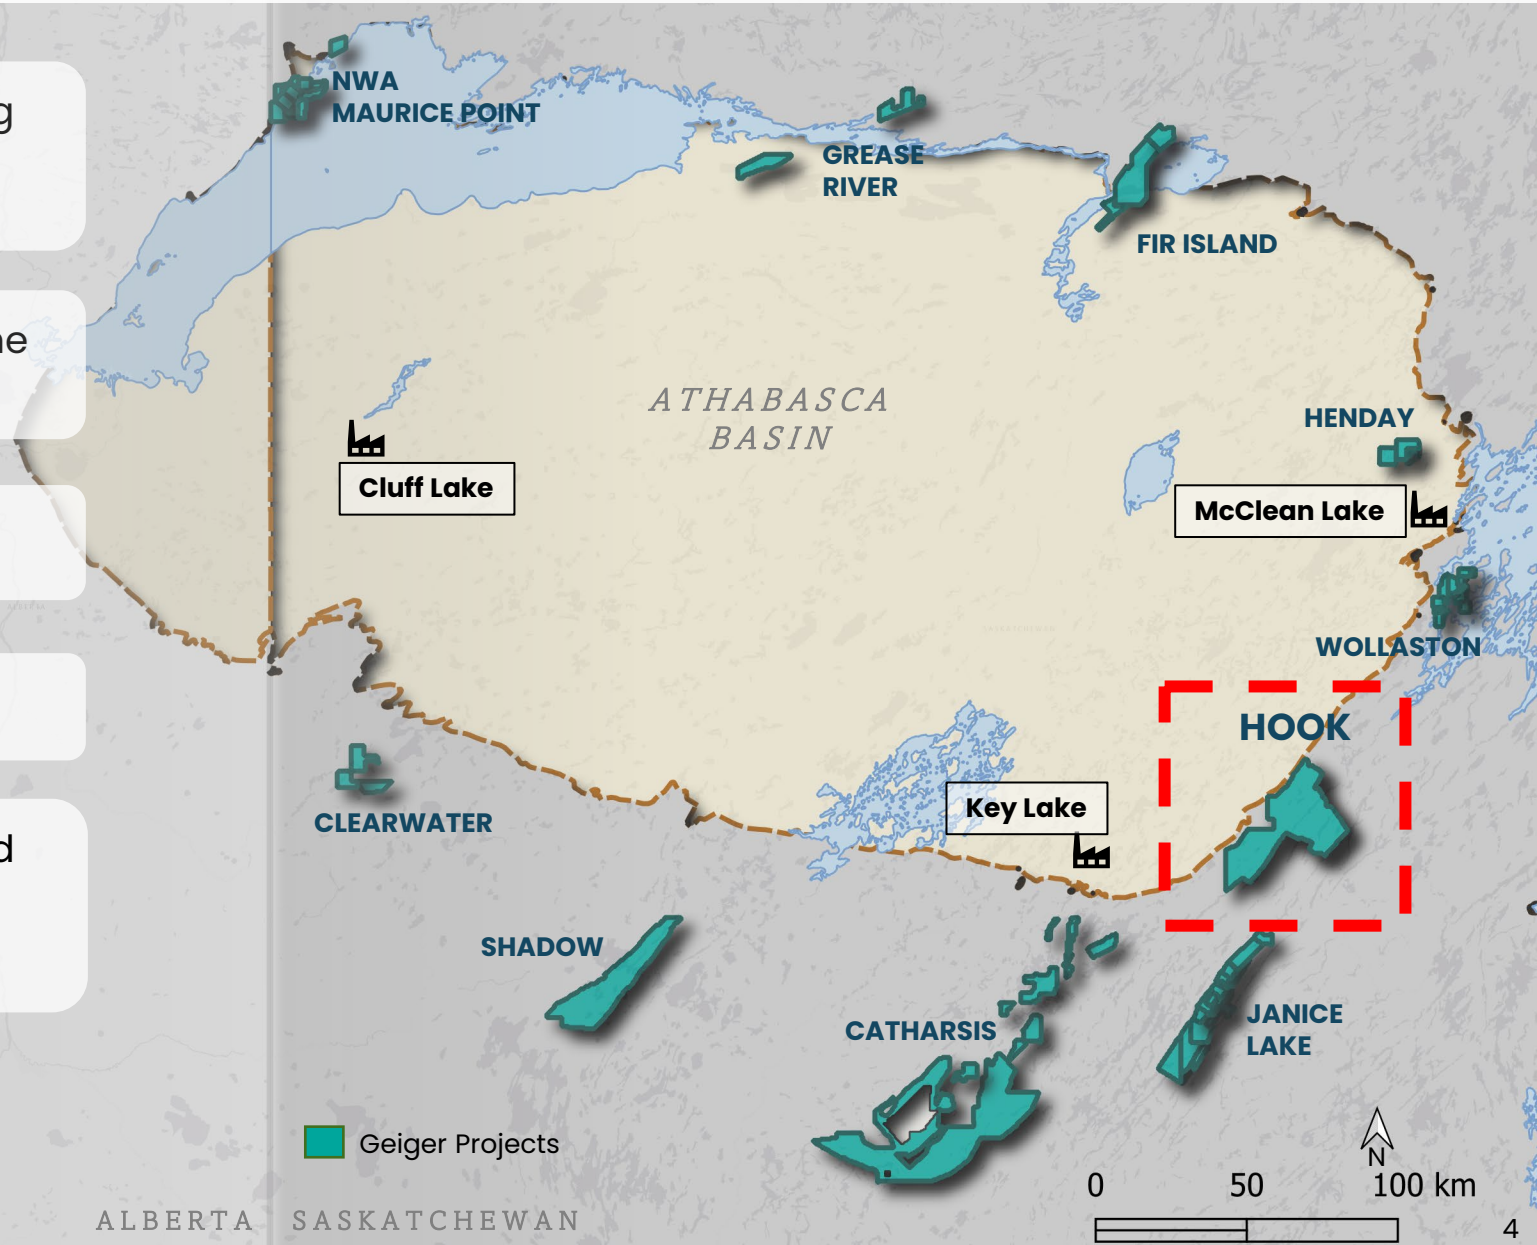 g
ne
d
NWA
MAURICE POINT
GREASE
RIVER
FIR ISLAND
ATHABASCA
BASIN
HENDAY
Cluff Lake
McClean Lake
WOLLASTON
HOOK
Key Lake
CLEARWATER
SHADOW
CATHARSIS
JANICE
LAKE
Geiger Projects
N
0 50 100 km
ALBERTA SASKATCHEWAN
4